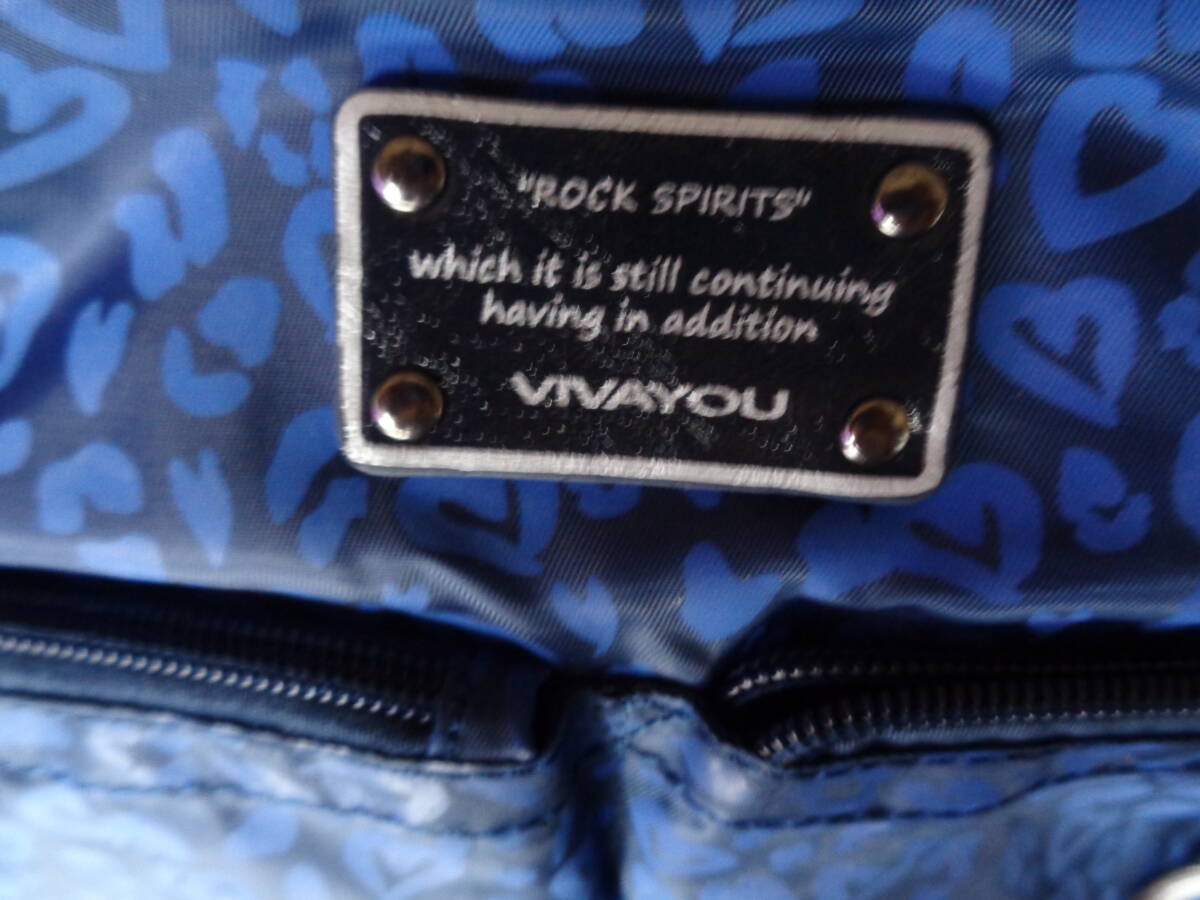 "ROCK SPIRITS"
which it is still continuing
having in addition
VIVAYOU